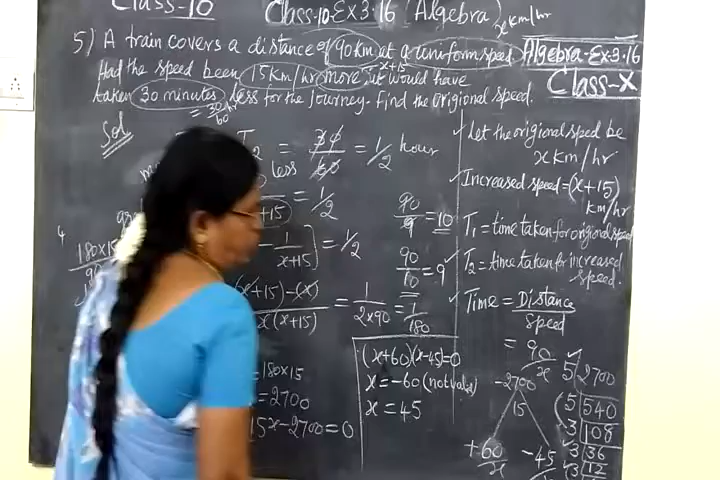 Class-10
Class-10-Ex3·16 (Algebra)
x km/hr
5) A train covers a distance of 90km at a uniform speed.
Algebra-Ex-3·16
Class-X
x+15
Had the speed been 15km/hr more, it would have
taken 30 minutes less for the journey. Find the origional speed.
= 30/60 hr
Sol
T2 = 30/60 = 1/2 hour
less
+15 = 1/2
- 1/(x+15)] = 1/2
4
180×15
(x+15)-(x) / x(x+15) = 1/(2×90) = 1/180
=180×15
=2700
15x-2700=0
90/9 = 10
90/10 = 9
(x+60)(x-45)=0
x=-60 (not valid)
x = 45
Let the origional speed be
x km/hr
Increased speed=(x+15)
km/hr
T1 = time taken for origional speed
T2 = time taken for increased
speed.
Time = Distance/Speed
= 90/x
-2700
15
+60/x
-45
5 2700
5 540
3 108
3 36
3 12